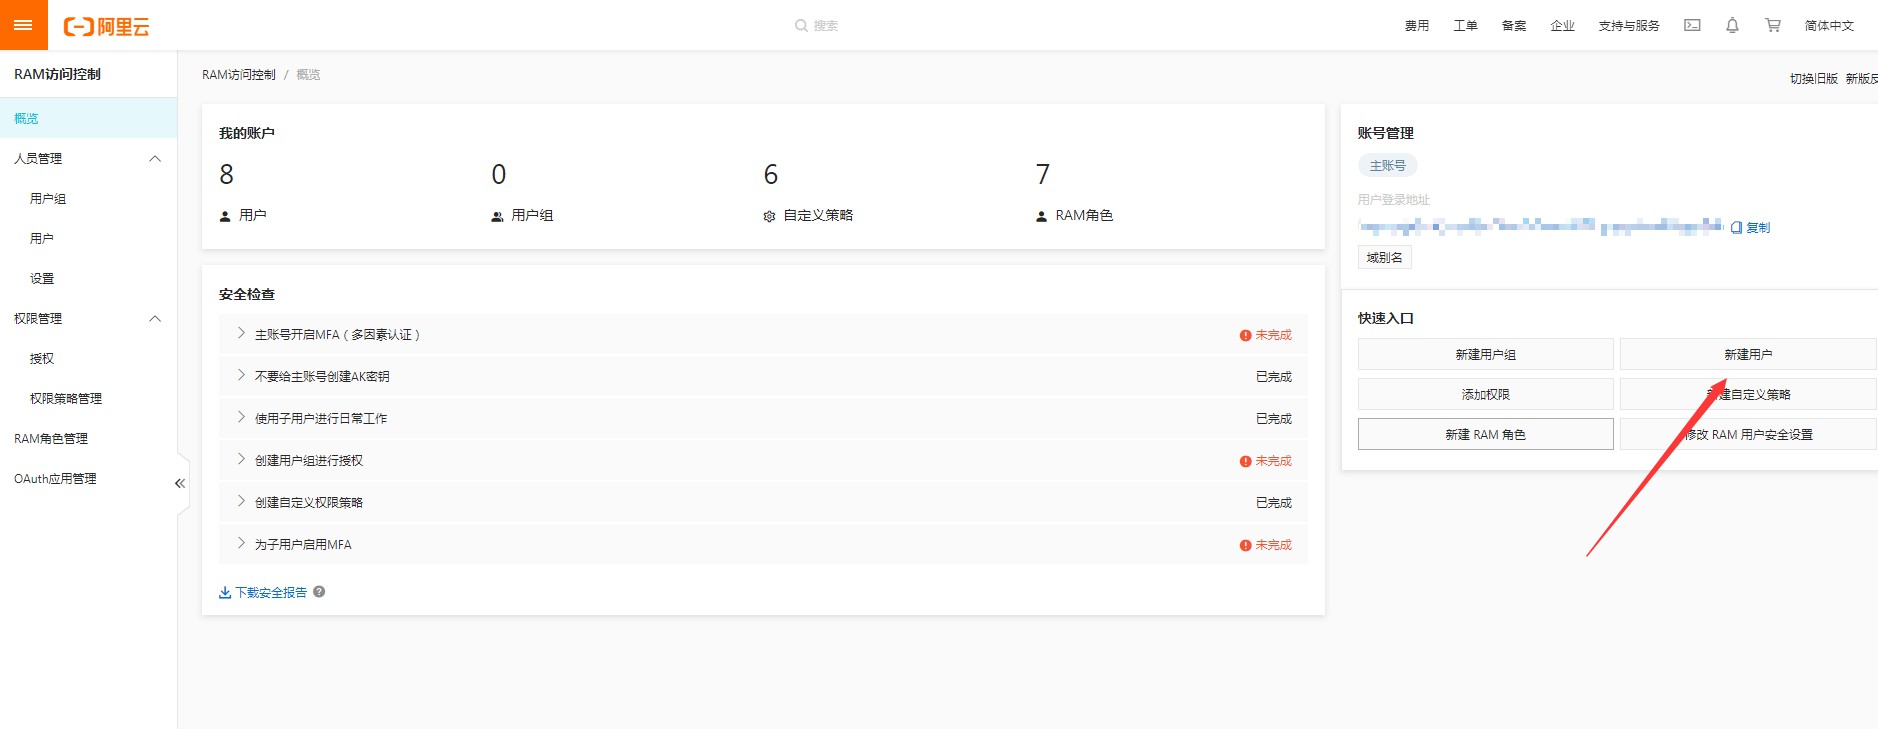 阿里云
搜索
费用
工单
备案
企业
支持与服务
简体中文
RAM访问控制
概览
人员管理
用户组
用户
设置
权限管理
授权
权限策略管理
RAM角色管理
OAuth应用管理
RAM访问控制 / 概览
切换旧版 新版反
我的账户
8
0
6
7
用户
用户组
自定义策略
RAM角色
安全检查
主账号开启MFA（多因素认证） 未完成
不要给主账号创建AK密钥 已完成
使用子用户进行日常工作 已完成
创建用户组进行授权 未完成
创建自定义权限策略 已完成
为子用户启用MFA 未完成
下载安全报告
账号管理
主账号
用户登录地址
复制
域别名
快速入口
新建用户组
新建用户
添加权限
新建自定义策略
新建 RAM 角色
修改 RAM 用户安全设置